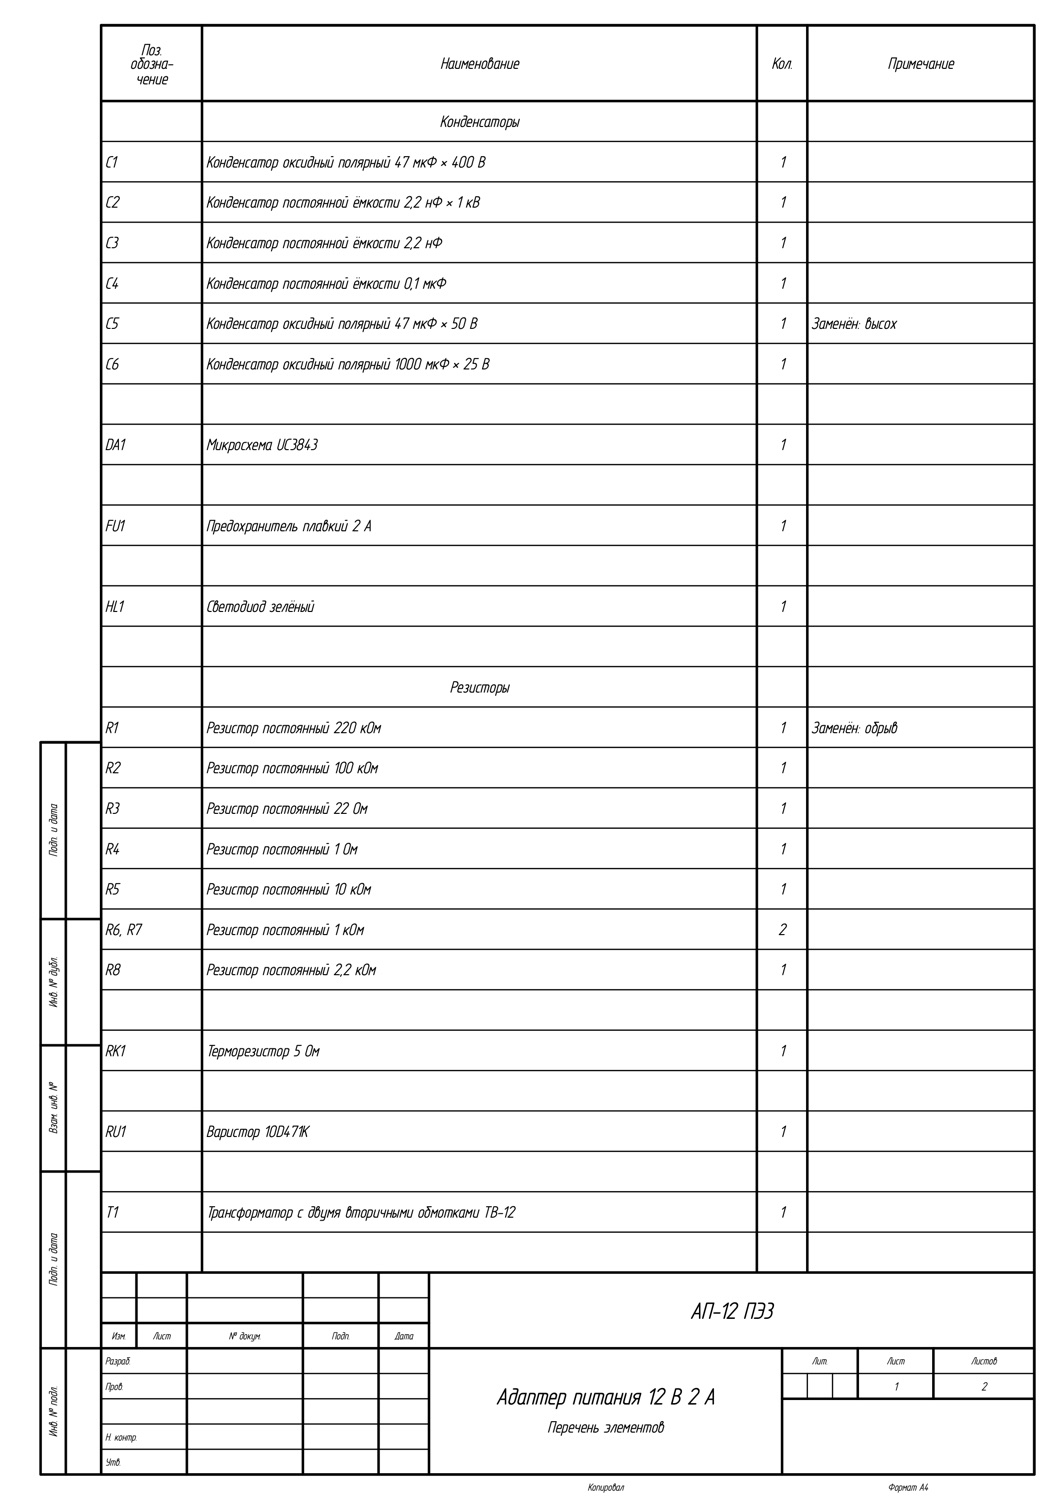 Поз.
обозна-
чение
Наименование
Кол.
Примечание
Конденсаторы
C1 Конденсатор оксидный полярный 47 мкФ × 400 В 1
C2 Конденсатор постоянной ёмкости 2,2 нФ × 1 кВ 1
C3 Конденсатор постоянной ёмкости 2,2 нФ 1
C4 Конденсатор постоянной ёмкости 0,1 мкФ 1
C5 Конденсатор оксидный полярный 47 мкФ × 50 В 1 Заменён: высох
C6 Конденсатор оксидный полярный 1000 мкФ × 25 В 1
DA1 Микросхема UC3843 1
FU1 Предохранитель плавкий 2 А 1
HL1 Светодиод зелёный 1
Резисторы
R1 Резистор постоянный 220 кОм 1 Заменён: обрыв
R2 Резистор постоянный 100 кОм 1
R3 Резистор постоянный 22 Ом 1
R4 Резистор постоянный 1 Ом 1
R5 Резистор постоянный 10 кОм 1
R6, R7 Резистор постоянный 1 кОм 2
R8 Резистор постоянный 2,2 кОм 1
RK1 Терморезистор 5 Ом 1
RU1 Варистор 10D471K 1
T1 Трансформатор с двумя вторичными обмотками ТВ-12 1
Подп. и дата
Инв. № дубл.
Взам. инв. №
Подп. и дата
Инв. № подл.
АП-12 ПЭ3
Изм Лист № докум. Подп. Дата
Разраб.
Пров.
Н. контр.
Утв.
Адаптер питания 12 В 2 А
Перечень элементов
Лит. Лист Листов
1 2
Копировал Формат А4